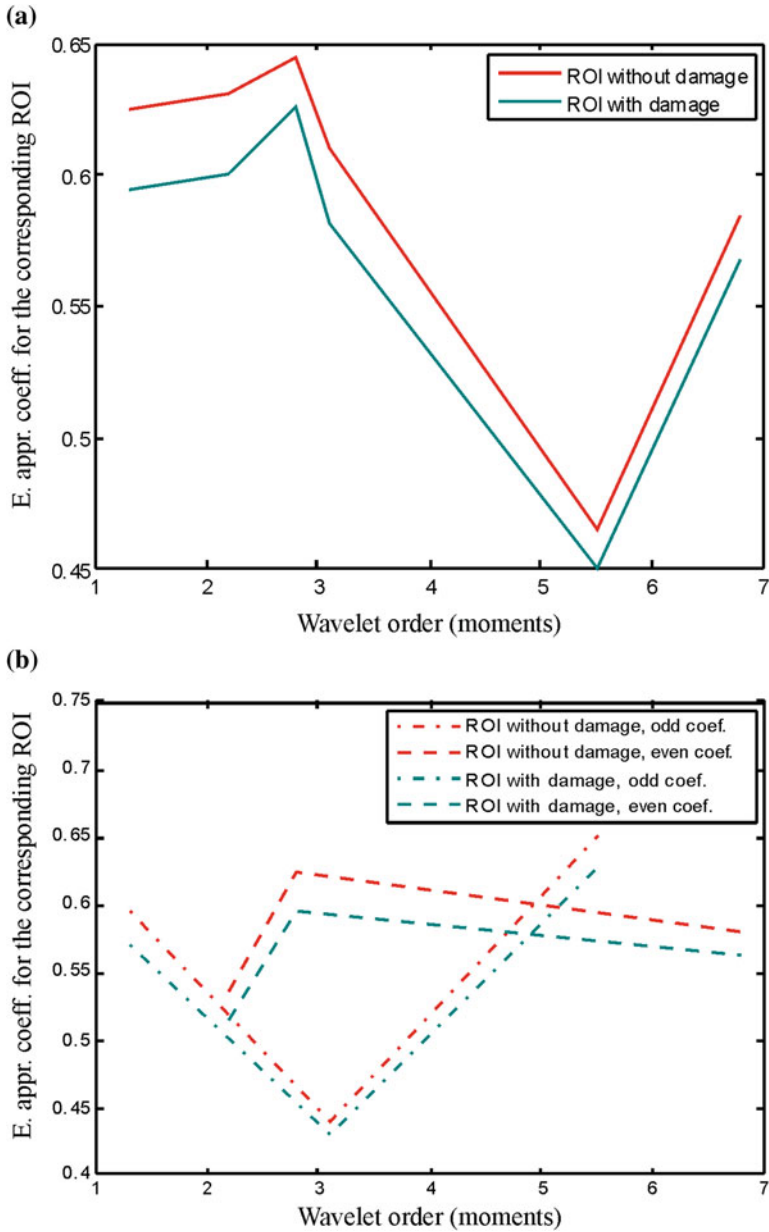 (a)
E. appr. coeff. for the corresponding ROI
0.65
0.6
0.55
0.5
0.45
ROI without damage
ROI with damage
1 2 3 4 5 6 7
Wavelet order (moments)
(b)
E. appr. coeff. for the corresponding ROI
0.75
0.7
0.65
0.6
0.55
0.5
0.45
0.4
ROI without damage, odd coef.
ROI without damage, even coef.
ROI with damage, odd coef.
ROI with damage, even coef.
1 2 3 4 5 6 7
Wavelet order (moments)